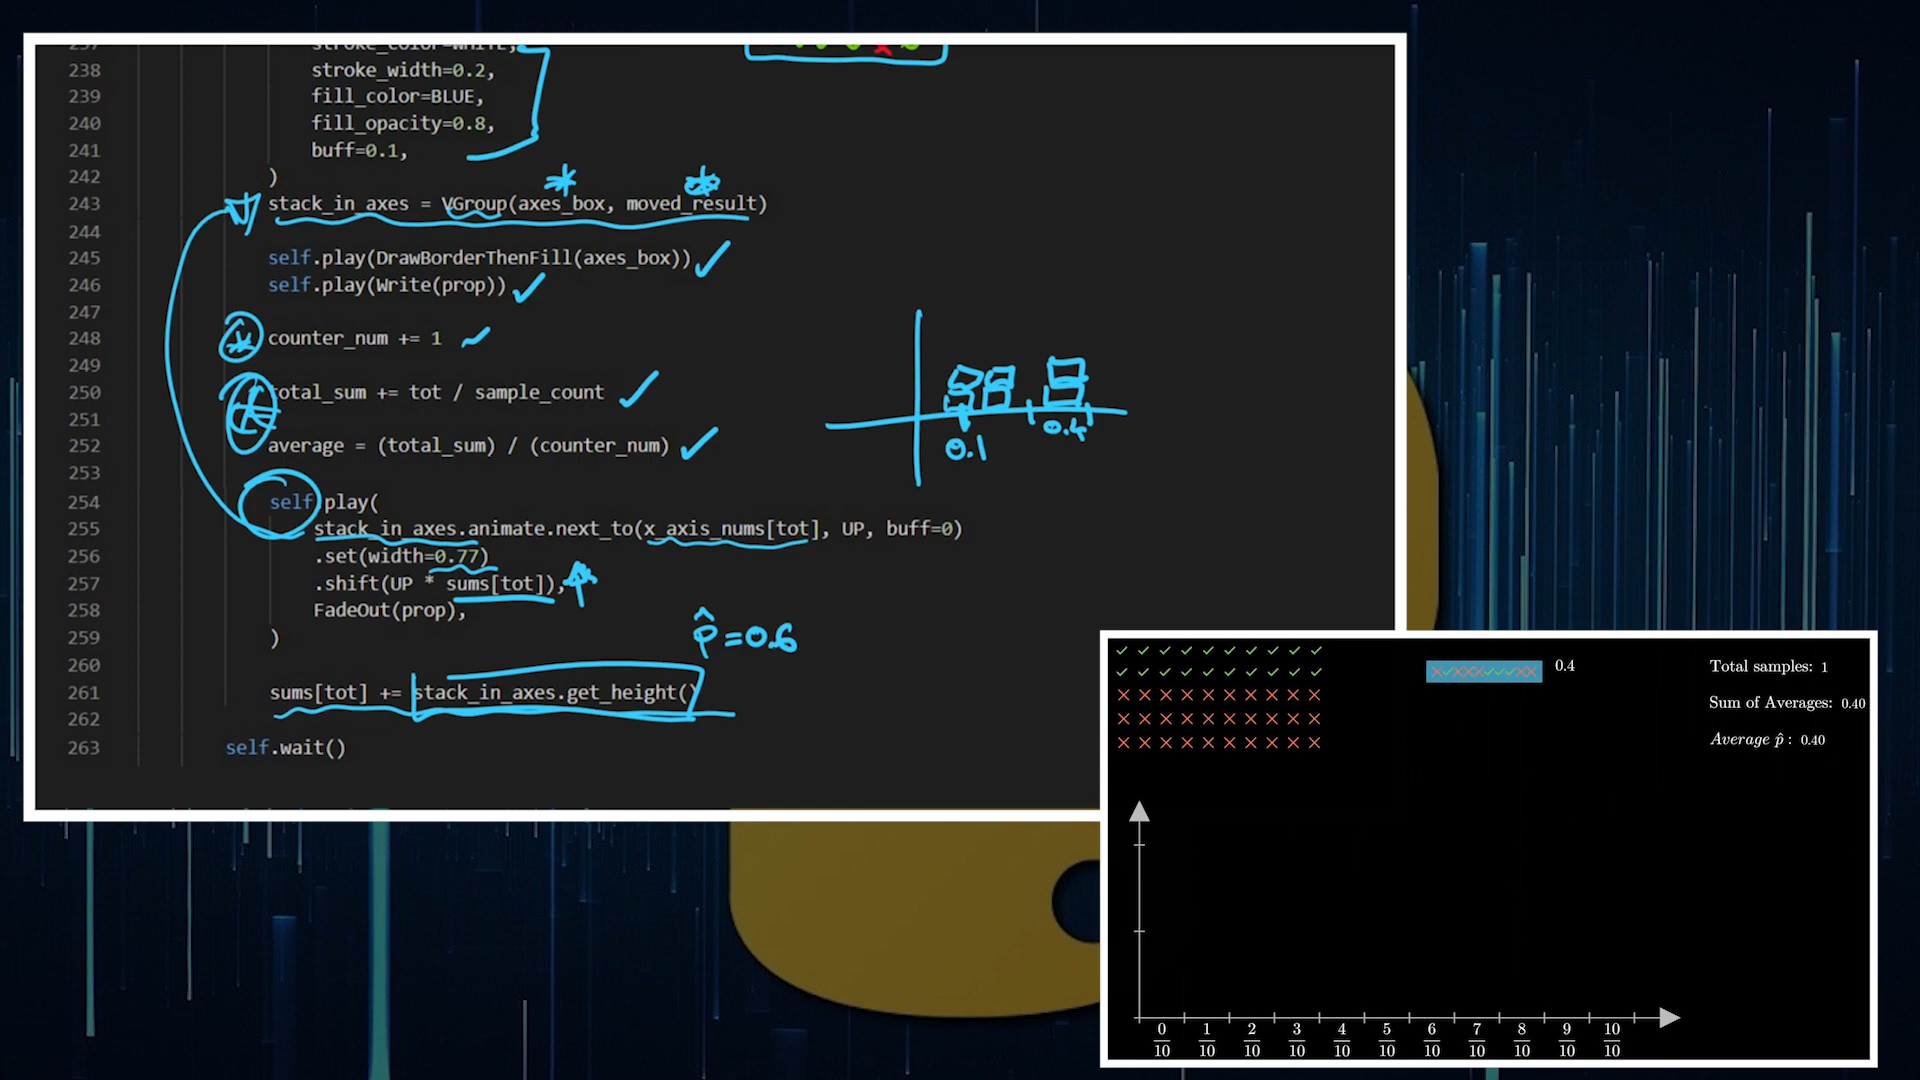 237 stroke_color=WHITE,
238 stroke_width=0.2,
239 fill_color=BLUE,
240 fill_opacity=0.8,
241 buff=0.1,
242 )
243 stack_in_axes = VGroup(axes_box, moved_result)
244
245 self.play(DrawBorderThenFill(axes_box))
246 self.play(Write(prop))
247
248 counter_num += 1
249
250 total_sum += tot / sample_count
251
252 average = (total_sum) / (counter_num)
253
254 self.play(
255 stack_in_axes.animate.next_to(x_axis_nums[tot], UP, buff=0)
256 .set(width=0.77)
257 .shift(UP * sums[tot]),
258 FadeOut(prop),
259 )
260
261 sums[tot] += stack_in_axes.get_height()
262
263 self.wait()
0.1 0.4
p̂=0.6
0.4
Total samples: 1
Sum of Averages: 0.40
Average p̂ : 0.40
0 1 2 3 4 5 6 7 8 9 10
10 10 10 10 10 10 10 10 10 10 10